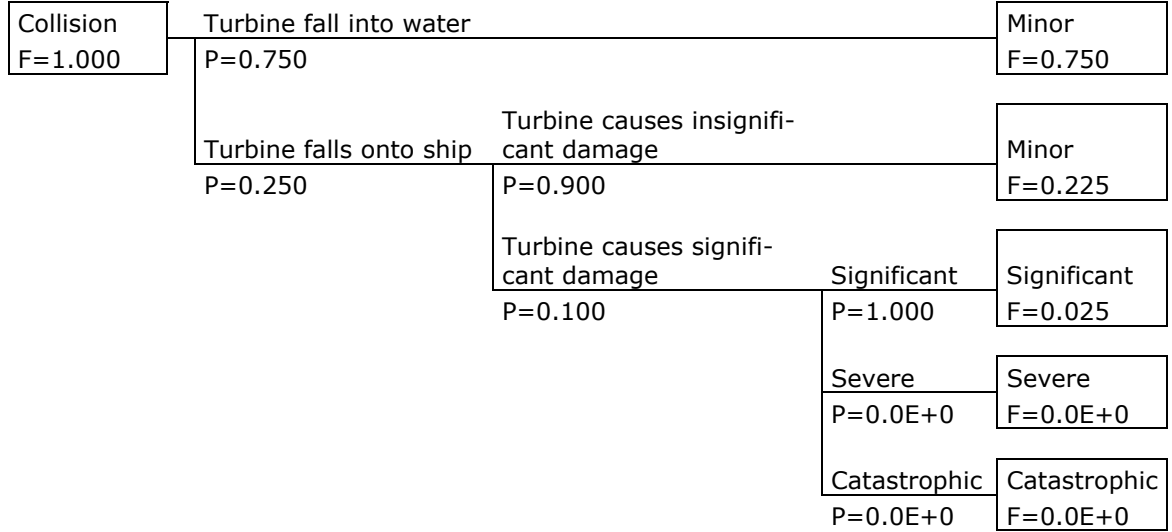 Collision
F=1.000
Turbine fall into water
P=0.750
Minor
F=0.750
Turbine falls onto ship
P=0.250
Turbine causes insignifi-
cant damage
P=0.900
Minor
F=0.225
Turbine causes signifi-
cant damage
P=0.100
Significant
P=1.000
Significant
F=0.025
Severe
P=0.0E+0
Severe
F=0.0E+0
Catastrophic
P=0.0E+0
Catastrophic
F=0.0E+0